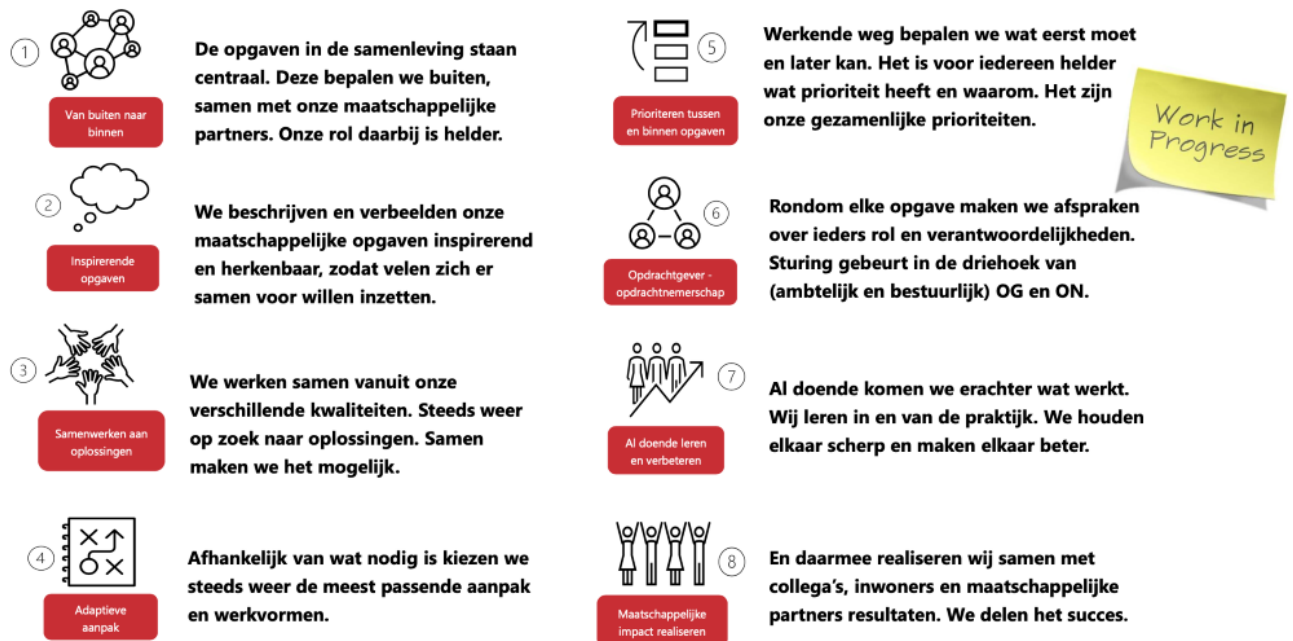 1
Van buiten naar
binnen
De opgaven in de samenleving staan
centraal. Deze bepalen we buiten,
samen met onze maatschappelijke
partners. Onze rol daarbij is helder.
2
Inspirerende
opgaven
We beschrijven en verbeelden onze
maatschappelijke opgaven inspirerend
en herkenbaar, zodat velen zich er
samen voor willen inzetten.
3
Samenwerken aan
oplossingen
We werken samen vanuit onze
verschillende kwaliteiten. Steeds weer
op zoek naar oplossingen. Samen
maken we het mogelijk.
4
Adaptieve
aanpak
Afhankelijk van wat nodig is kiezen we
steeds weer de meest passende aanpak
en werkvormen.
5
Prioriteren tussen
en binnen opgaven
Werkende weg bepalen we wat eerst moet
en later kan. Het is voor iedereen helder
wat prioriteit heeft en waarom. Het zijn
onze gezamenlijke prioriteiten.
Work in
Progress
6
Opdrachtgever -
opdrachtnemerschap
Rondom elke opgave maken we afspraken
over ieders rol en verantwoordelijkheden.
Sturing gebeurt in de driehoek van
(ambtelijk en bestuurlijk) OG en ON.
7
Al doende leren
en verbeteren
Al doende komen we erachter wat werkt.
Wij leren in en van de praktijk. We houden
elkaar scherp en maken elkaar beter.
8
Maatschappelijke
impact realiseren
En daarmee realiseren wij samen met
collega's, inwoners en maatschappelijke
partners resultaten. We delen het succes.